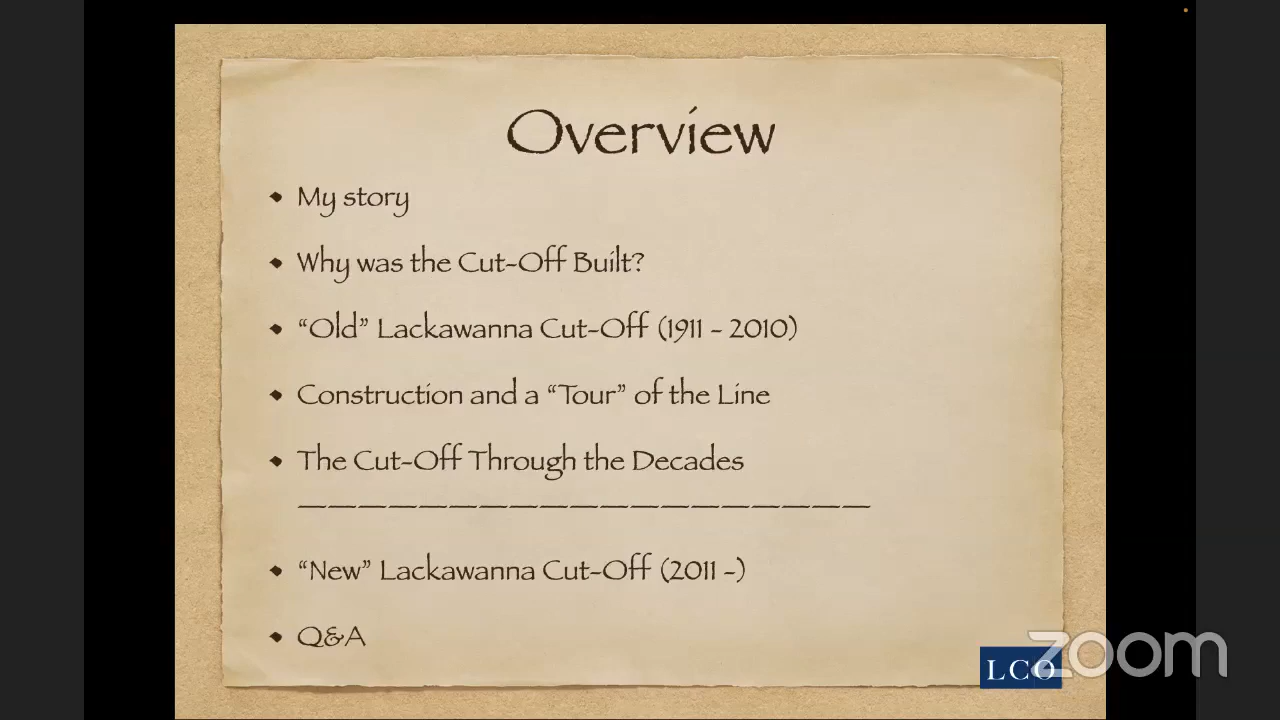 Overview
• My story
• Why was the Cut-Off Built?
• “Old” Lackawanna Cut-Off (1911 - 2010)
• Construction and a “Tour” of the Line
• The Cut-Off Through the Decades
———————————————————
• “New” Lackawanna Cut-Off (2011 -)
• Q&A
LCO
zoom